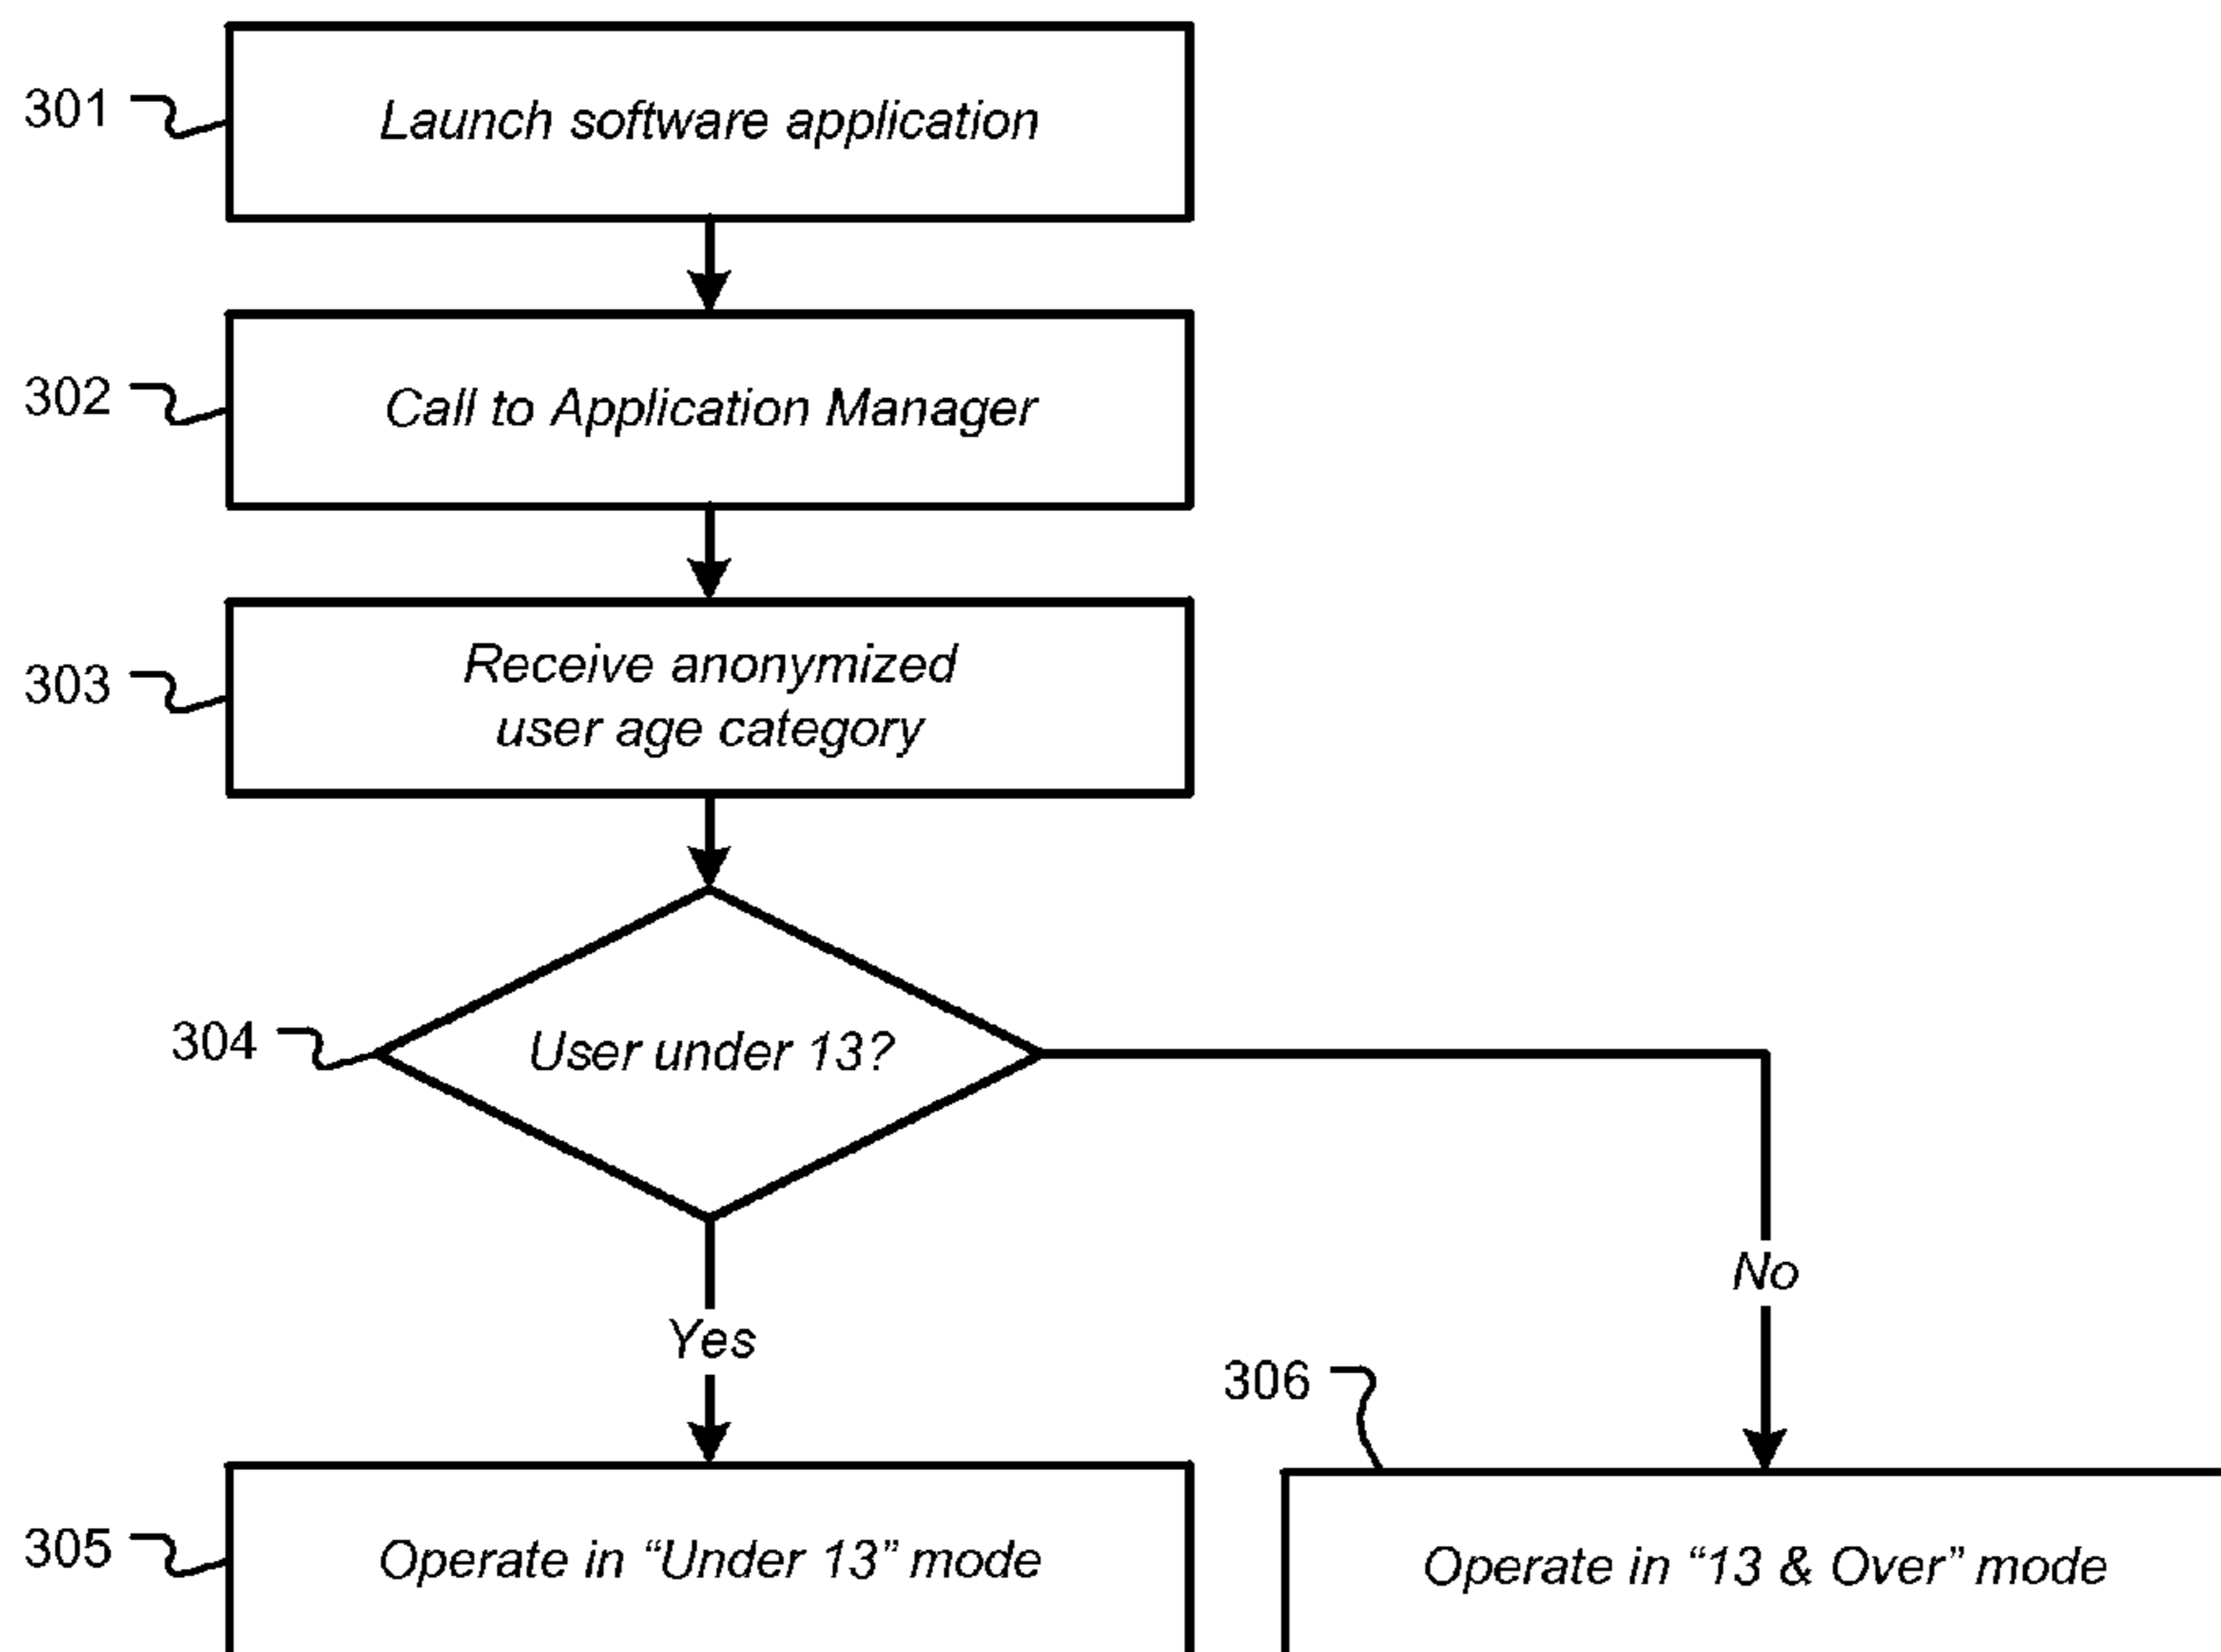 301
Launch software application
302
Call to Application Manager
303
Receive anonymized
user age category
304
User under 13?
No
Yes
306
305
Operate in “Under 13” mode
Operate in “13 & Over” mode